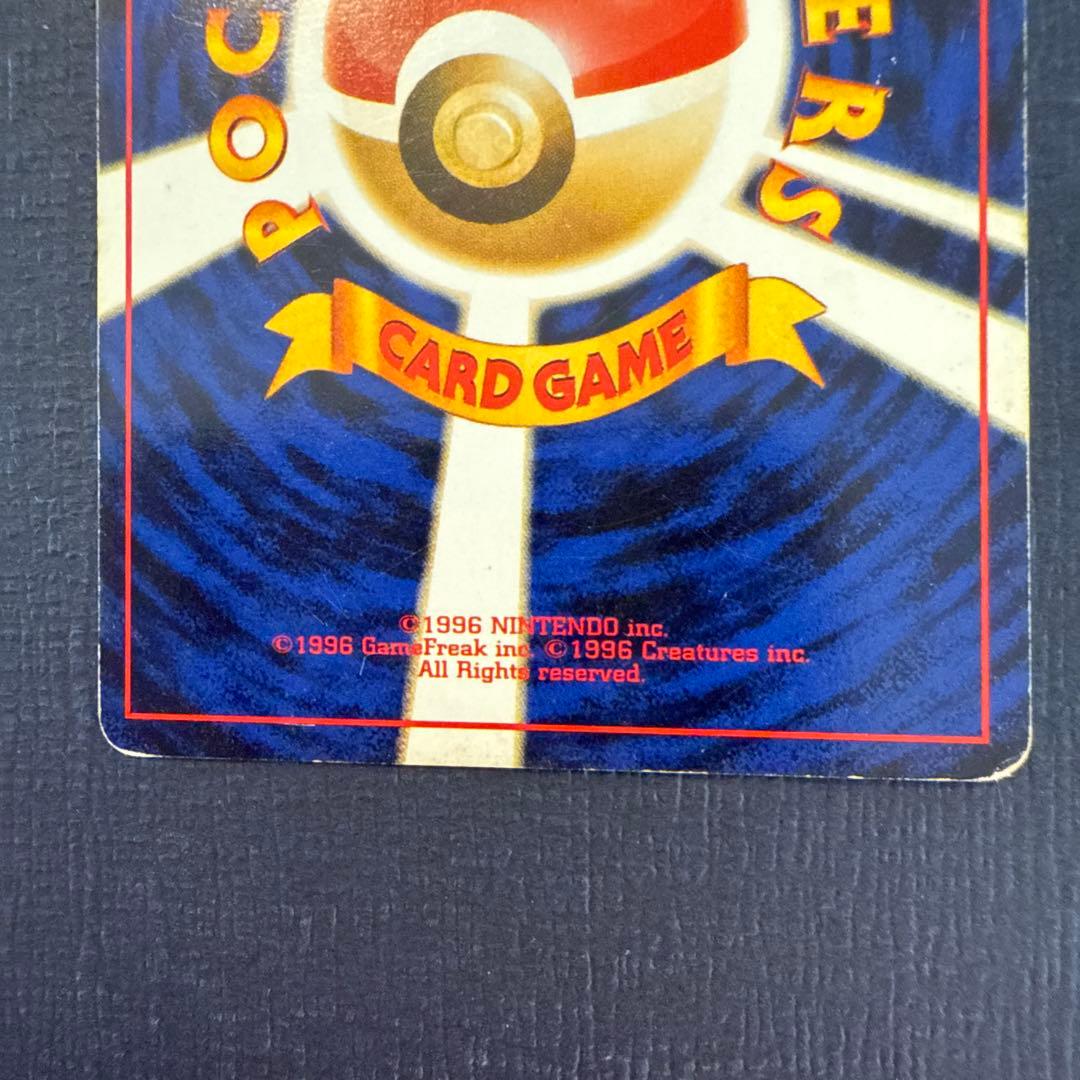 POC
ERS
CARD GAME
©1996 NINTENDO inc.
©1996 GameFreak inc. ©1996 Creatures inc.
All Rights reserved.